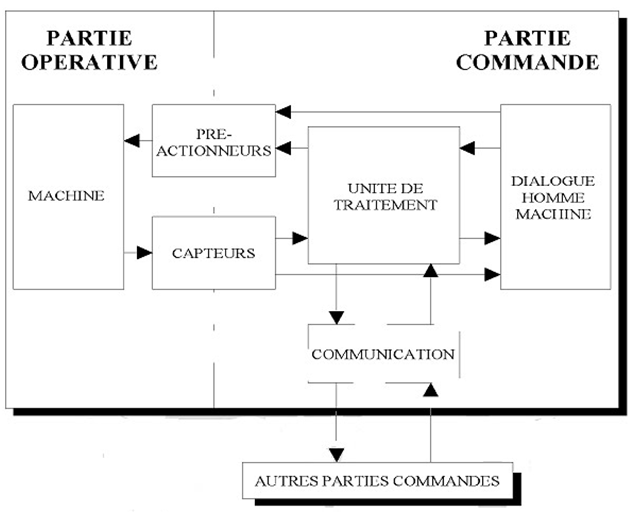 PARTIE
OPERATIVE
PARTIE
COMMANDE
PRE-
ACTIONNEURS
MACHINE
UNITE DE
TRAITEMENT
DIALOGUE
HOMME
MACHINE
CAPTEURS
COMMUNICATION
AUTRES PARTIES COMMANDES